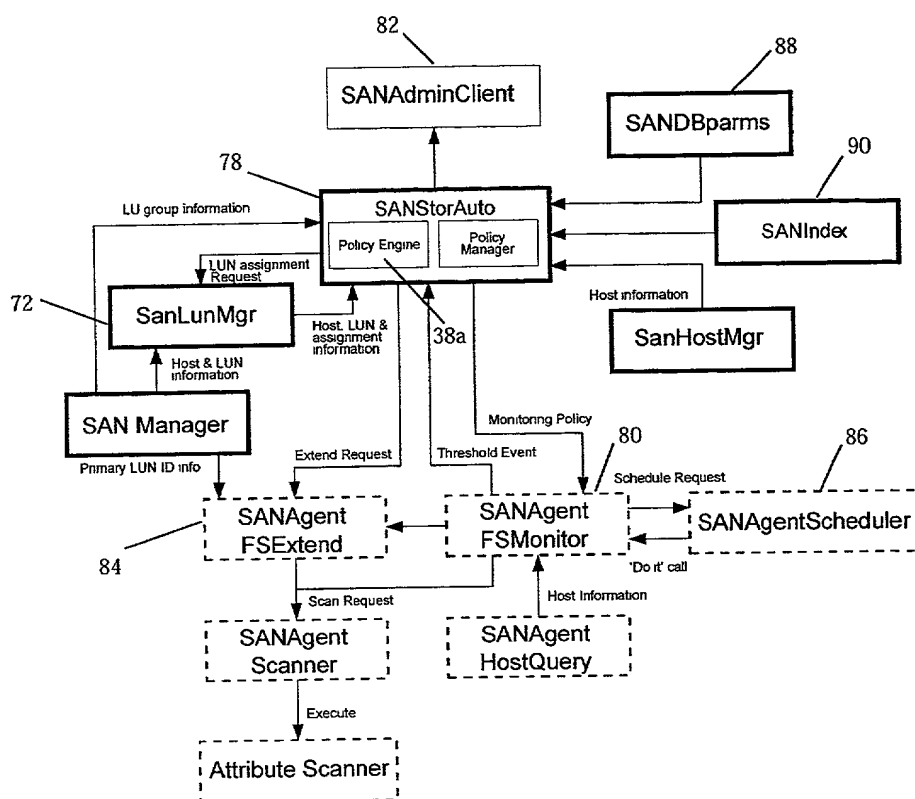 82
SANAdminClient
88
SANDBparms
90
78
LU group information
SANStorAuto
Policy Engine
Policy
Manager
SANIndex
LUN assignment
Request
72
SanLunMgr
Host, LUN &
assignment
information
38a
Host information
SanHostMgr
Host & LUN
information
SAN Manager
Primary LUN ID info
Monitoring Policy
80
Extend Request
Threshold Event
Schedule Request
86
SANAgent
FSExtend
84
SANAgent
FSMonitor
SANAgentScheduler
'Do it' call
Scan Request
Host Information
SANAgent
Scanner
SANAgent
HostQuery
Execute
Attribute Scanner